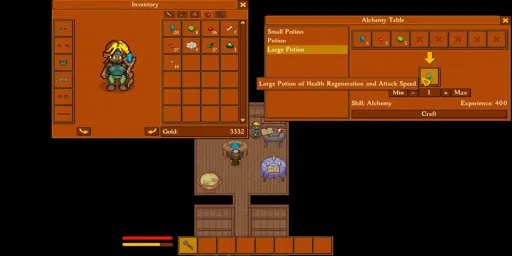 Inventory
Gold:
3332
Alchemy Table
Small Potion
Potion
Large Potion
Large Potion of Health Regeneration and Attack Speed
Min - 1 + Max
Skill: Alchemy
Experience: 400
Craft